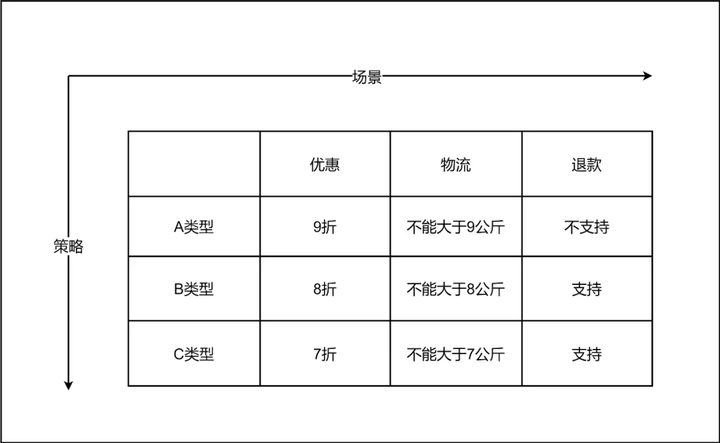 场景
策略
优惠 物流 退款
A类型 9折 不能大于9公斤 不支持
B类型 8折 不能大于8公斤 支持
C类型 7折 不能大于7公斤 支持